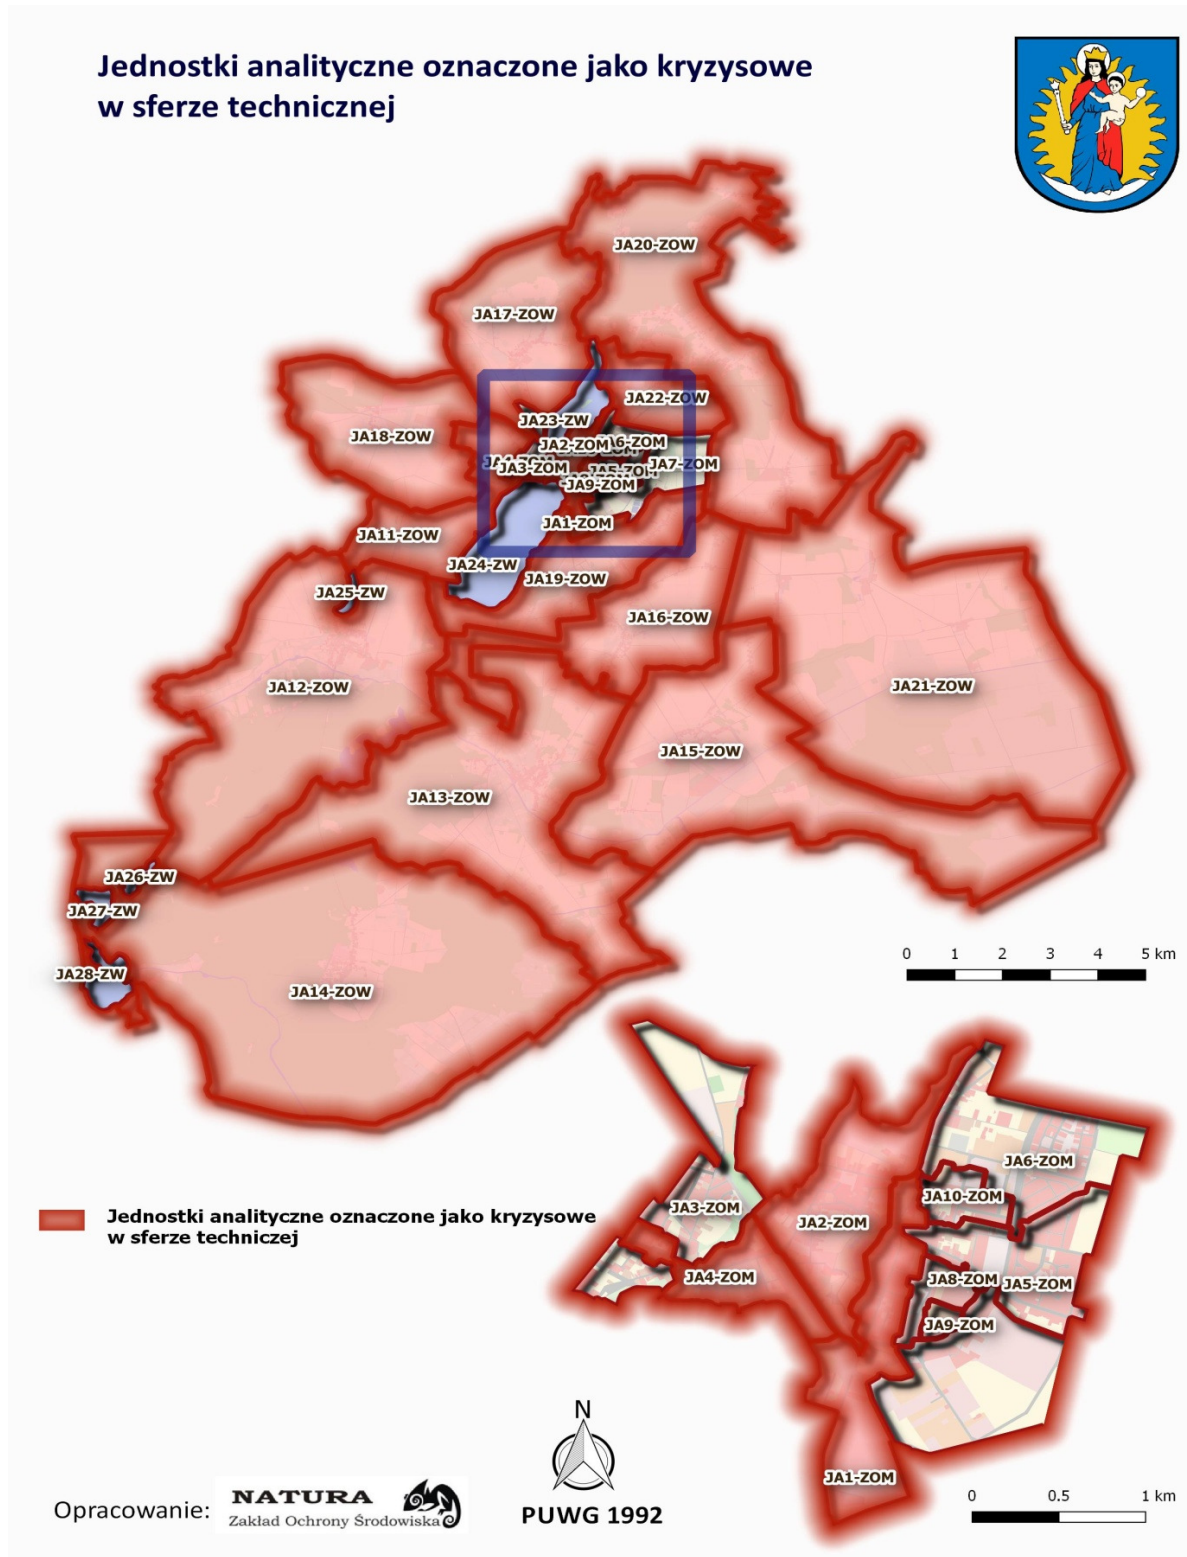 Jednostki analityczne oznaczone jako kryzysowe
w sferze technicznej
JA20-ZOW
JA17-ZOW
JA22-ZOW
JA23-ZW
JA18-ZOW
JA2-ZOM
A6-ZOM
JA7-ZOM
JA3-ZOM
JA5-ZOM
JA9-ZOM
JA1-ZOM
JA11-ZOW
JA24-ZW
JA19-ZOW
JA25-ZW
JA16-ZOW
JA12-ZOW
JA21-ZOW
JA15-ZOW
JA13-ZOW
JA26-ZW
JA27-ZW
JA28-ZW
JA14-ZOW
0 1 2 3 4 5 km
JA6-ZOM
JA10-ZOM
JA3-ZOM
JA2-ZOM
JA4-ZOM
JA8-ZOM
JA5-ZOM
JA9-ZOM
JA1-ZOM
Jednostki analityczne oznaczone jako kryzysowe
w sferze techniczej
N
PUWG 1992
0 0.5 1 km
Opracowanie:
NATURA
Zakład Ochrony Środowiska